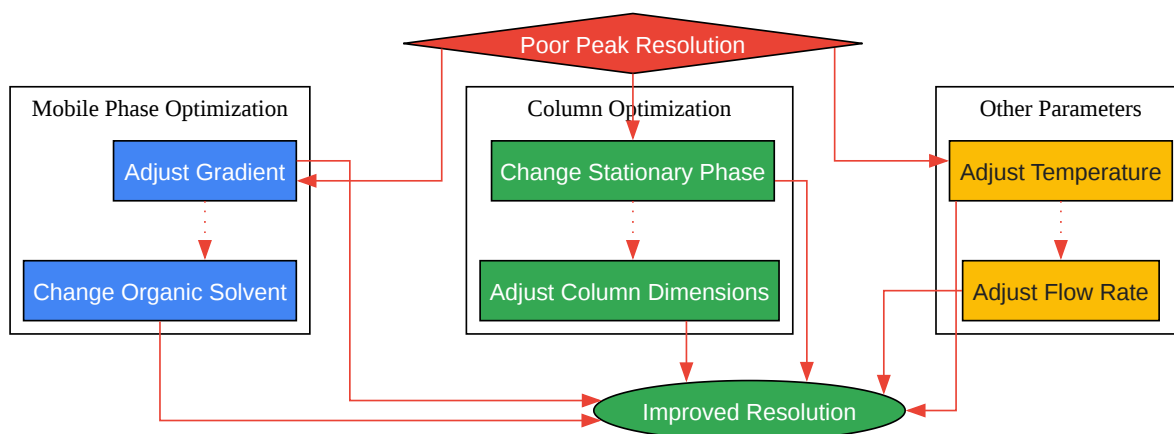 Poor Peak Resolution
Mobile Phase Optimization
Column Optimization
Other Parameters
Adjust Gradient
Change Stationary Phase
Adjust Temperature
Change Organic Solvent
Adjust Column Dimensions
Adjust Flow Rate
Improved Resolution